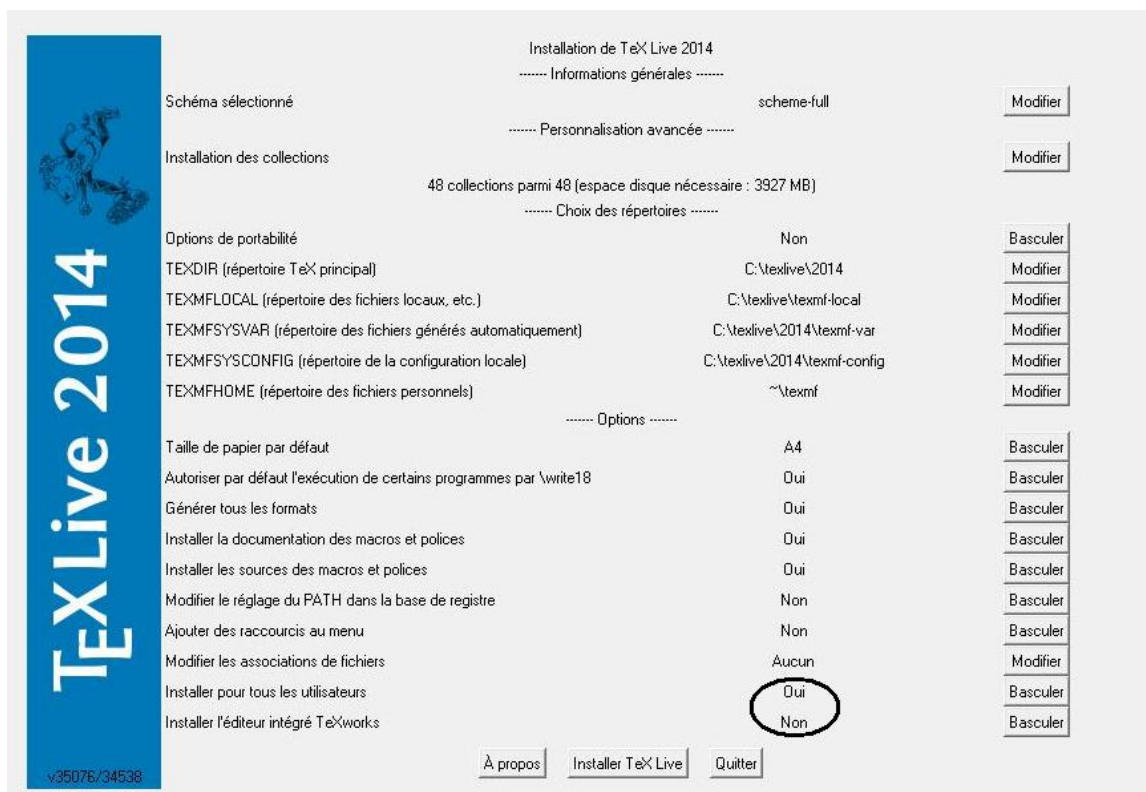 Installation de TeX Live 2014
------- Informations générales -------
Schéma sélectionné scheme-full Modifier
------- Personnalisation avancée -------
Installation des collections Modifier
48 collections parmi 48 (espace disque nécessaire : 3927 MB)
------- Choix des répertoires -------
Options de portabilité Non Basculer
TEXDIR (répertoire TeX principal) C:\texlive\2014 Modifier
TEXMFLOCAL (répertoire des fichiers locaux, etc.) C:\texlive\texmf-local Modifier
TEXMFSYSVAR (répertoire des fichiers générés automatiquement) C:\texlive\2014\texmf-var Modifier
TEXMFSYSCONFIG (répertoire de la configuration locale) C:\texlive\2014\texmf-config Modifier
TEXMFHOME (répertoire des fichiers personnels) ~\texmf Modifier
------- Options -------
Taille de papier par défaut A4 Basculer
Autoriser par défaut l'exécution de certains programmes par \write18 Oui Basculer
Générer tous les formats Oui Basculer
Installer la documentation des macros et polices Oui Basculer
Installer les sources des macros et polices Oui Basculer
Modifier le réglage du PATH dans la base de registre Non Basculer
Ajouter des raccourcis au menu Non Basculer
Modifier les associations de fichiers Aucun Modifier
Installer pour tous les utilisateurs Oui Basculer
Installer l'éditeur intégré TeXworks Non Basculer
À propos Installer TeX Live Quitter
TEXLive 2014
v35076/34538